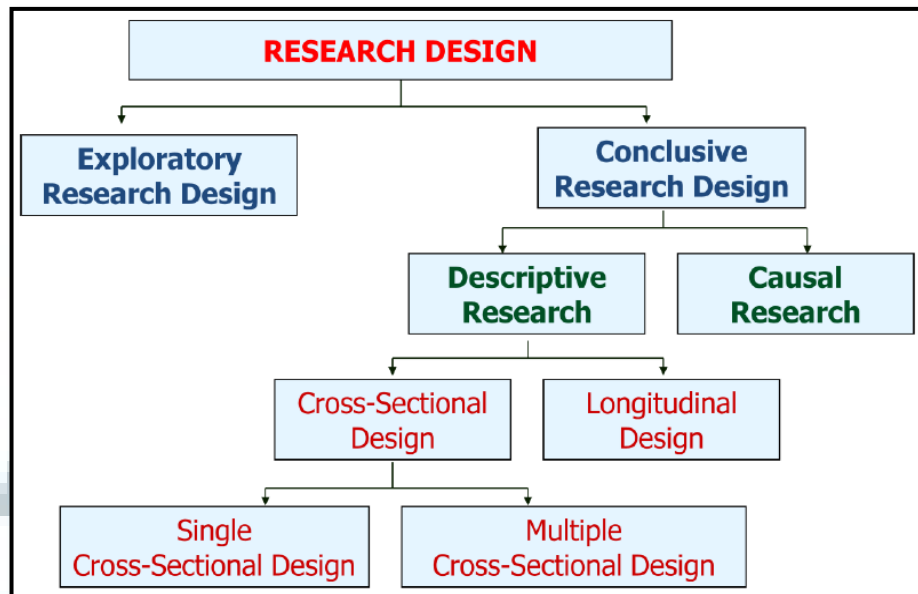 RESEARCH DESIGN
Exploratory
Research Design
Conclusive
Research Design
Descriptive
Research
Causal
Research
Cross-Sectional
Design
Longitudinal
Design
Single
Cross-Sectional Design
Multiple
Cross-Sectional Design